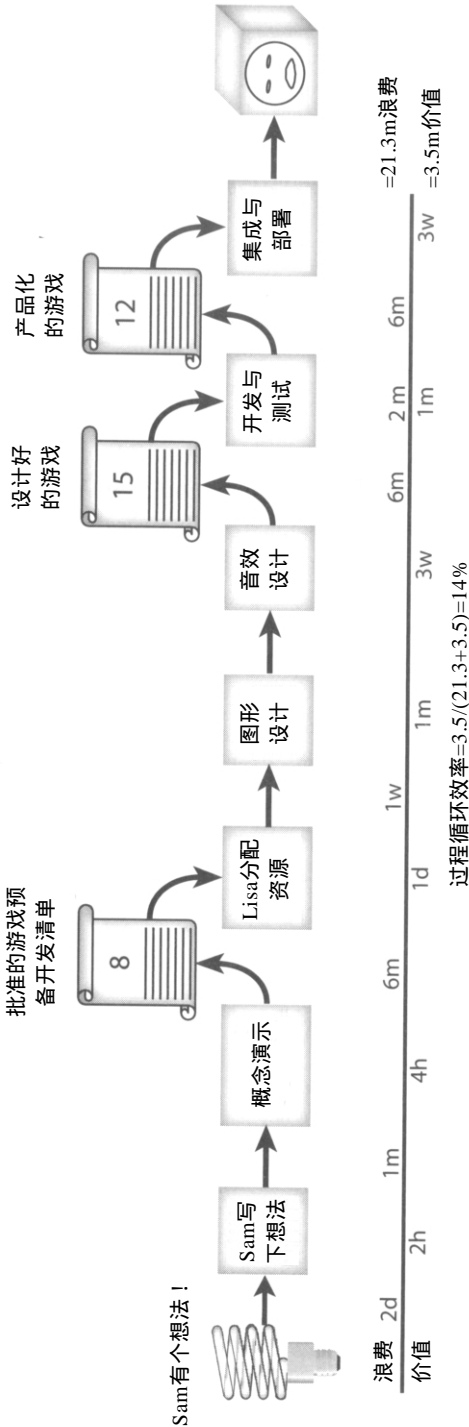 Sam有个想法！
Sam写
下想法
概念演示
批准的游戏预
备开发清单
8
Lisa分配
资源
图形
设计
音效
设计
设计好
的游戏
15
开发与
测试
产品化
的游戏
12
集成与
部署
浪费 2d 1m 6m 1w 6m 2m 6m =21.3m浪费
价值 2h 4h 1d 1m 3w 1m 3w =3.5m价值
过程循环效率=3.5/(21.3+3.5)=14%